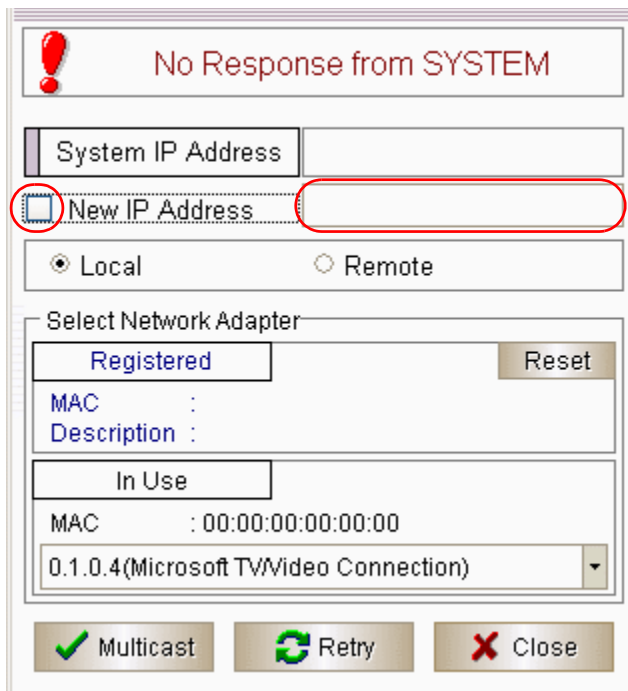 No Response from SYSTEM
System IP Address
New IP Address
Local Remote
Select Network Adapter
Registered Reset
MAC :
Description :
In Use
MAC : 00:00:00:00:00:00
0.1.0.4(Microsoft TV/Video Connection)
Multicast Retry Close